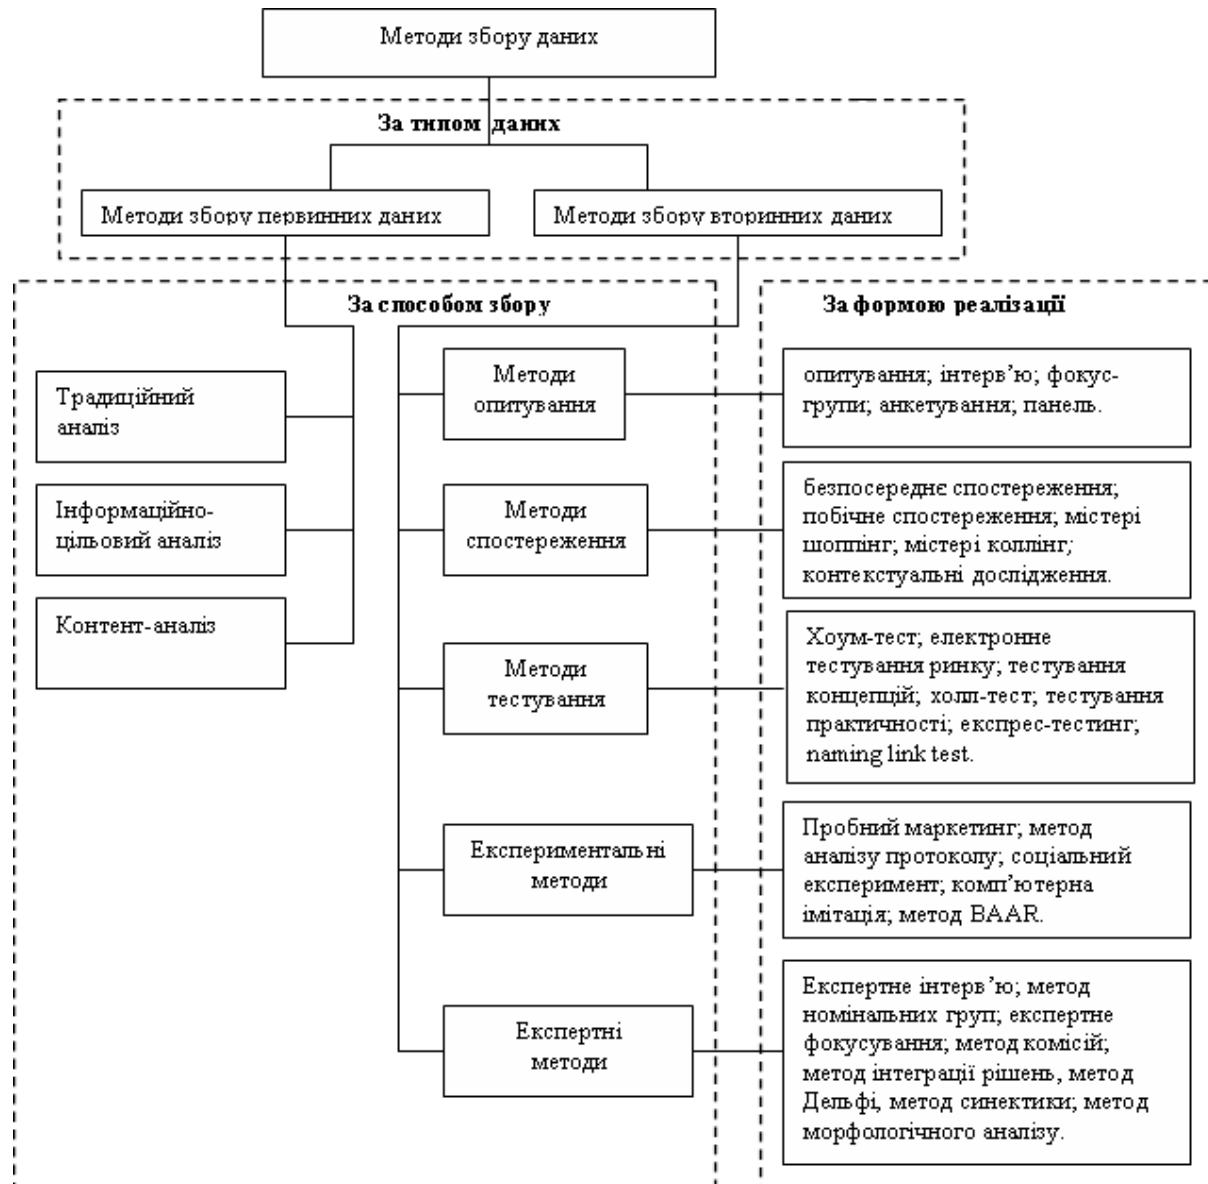 Методи збору даних
За типом даних
Методи збору первинних даних
Методи збору вторинних даних
За способом збору
За формою реалізації
Традиційний
аналіз
Інформаційно-
цільовий аналіз
Контент-аналіз
Методи
опитування
опитування; інтерв’ю; фокус-
групи; анкетування; панель.
Методи
спостереження
безпосереднє спостереження;
побічне спостереження; містері
шоппінг; містері коллінг;
контекстуальні дослідження.
Методи
тестування
Хоум-тест; електронне
тестування ринку; тестування
концепцій; холл-тест; тестування
практичності; експрес-тестинг;
naming link test.
Експериментальні
методи
Пробний маркетинг; метод
аналізу протоколу; соціальний
експеримент; комп’ютерна
імітація; метод BAAR.
Експертні
методи
Експертне інтерв’ю; метод
номінальних груп; експертне
фокусування; метод комісій;
метод інтеграції рішень, метод
Дельфі, метод синектики; метод
морфологічного аналізу.